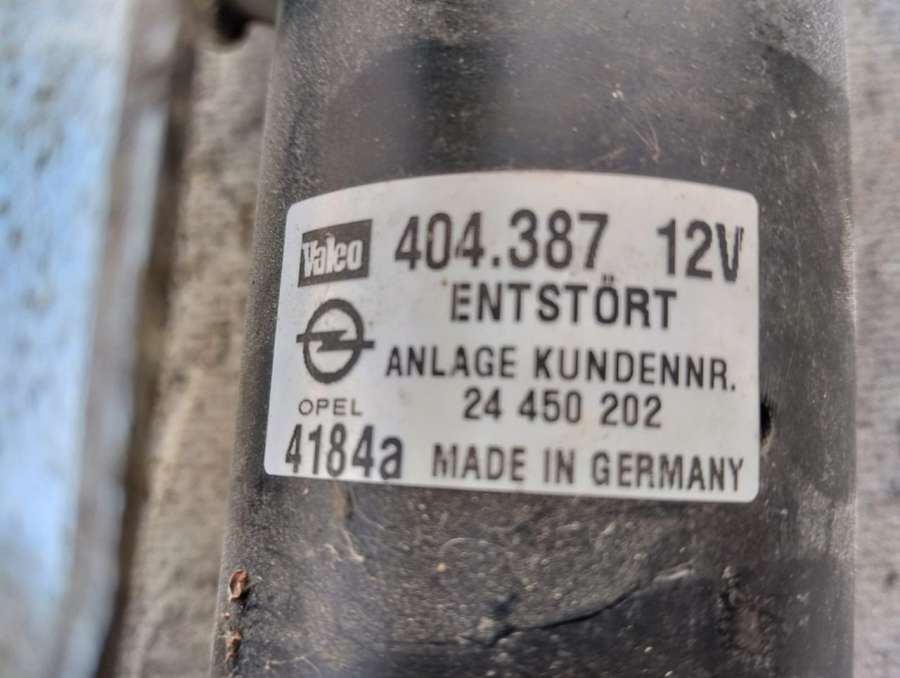 Valeo 404.387 12V
ENTSTÖRT
ANLAGE KUNDENNR.
OPEL 24 450 202
4184a MADE IN GERMANY